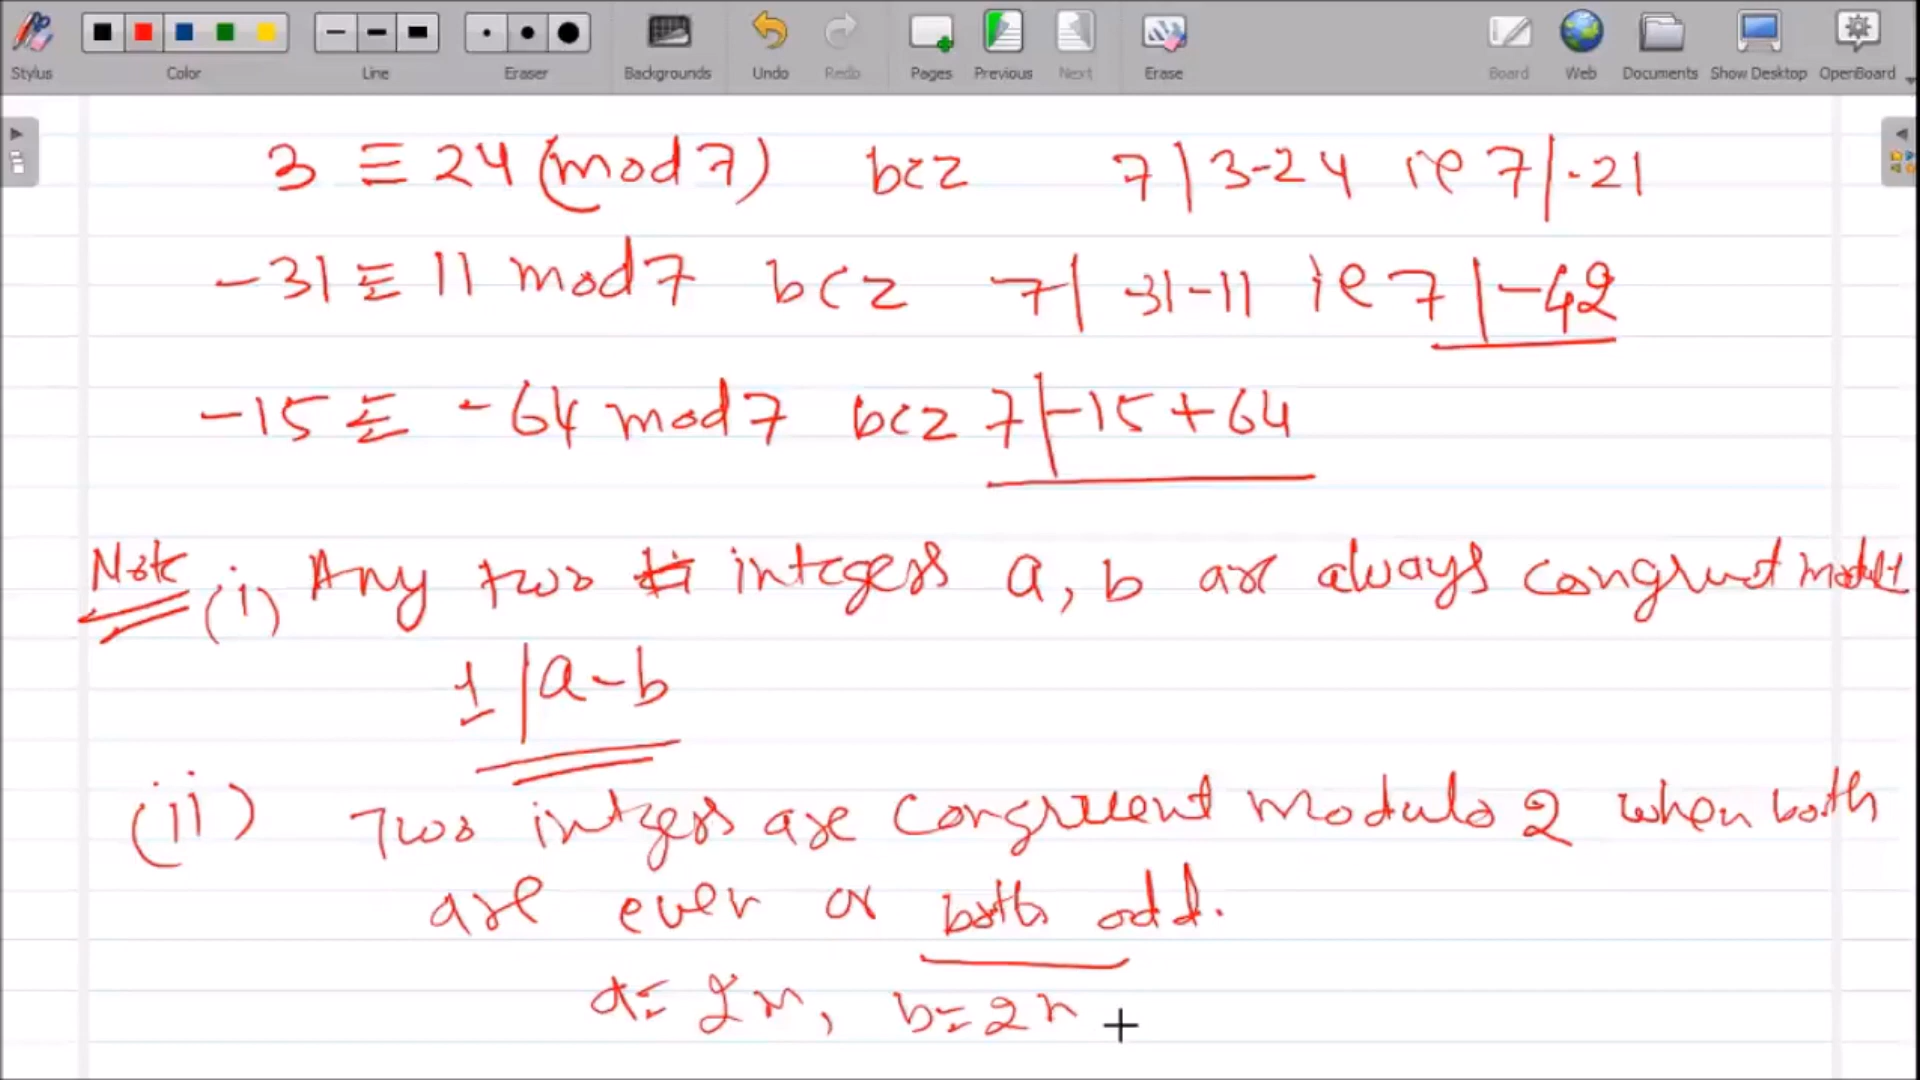 Stylus Color Line Eraser Backgrounds Undo Redo Pages Previous Next Erase Board Web Documents Show Desktop OpenBoard
3 ≡ 24 (mod 7) bcz 7 | 3-24 ie 7 | -21
-31 ≡ 11 mod 7 bcz 7 | -31-11 ie 7 | -42
-15 ≡ -64 mod 7 bcz 7 | -15+64
Note (i) Any two integers a, b are always congruent
1 | a-b
(ii) Two integers are congruent modulo 2 when both
are even or both odd.
a = 2m, b = 2n